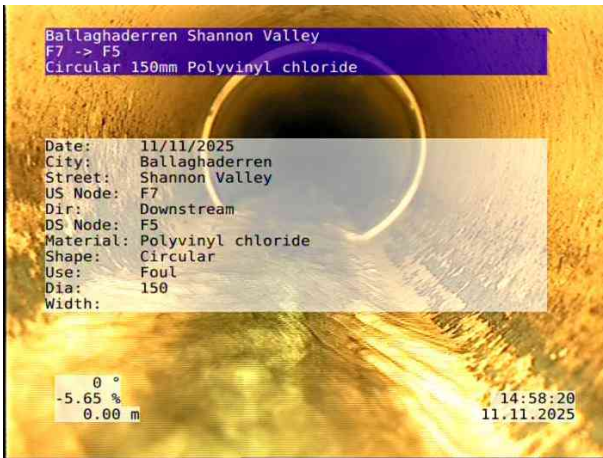 Ballaghaderren Shannon Valley
F7 -> F5
Circular 150mm Polyvinyl chloride
Date: 11/11/2025
City: Ballaghaderren
Street: Shannon Valley
US Node: F7
Dir: Downstream
DS Node: F5
Material: Polyvinyl chloride
Shape: Circular
Use: Foul
Dia: 150
Width:
0 °
-5.65 %
0.00 m
14:58:20
11.11.2025